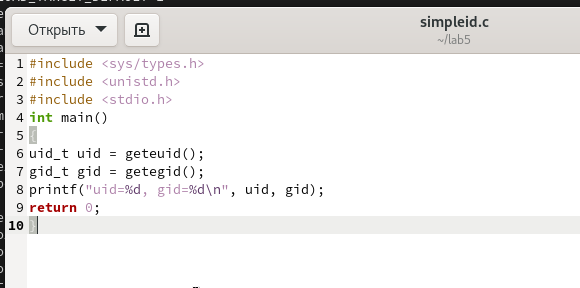 Открыть
simpleid.c
~/lab5
1 #include <sys/types.h>
2 #include <unistd.h>
3 #include <stdio.h>
4 int main()
5 {
6 uid_t uid = geteuid();
7 gid_t gid = getegid();
8 printf("uid=%d, gid=%d\n", uid, gid);
9 return 0;
10 }